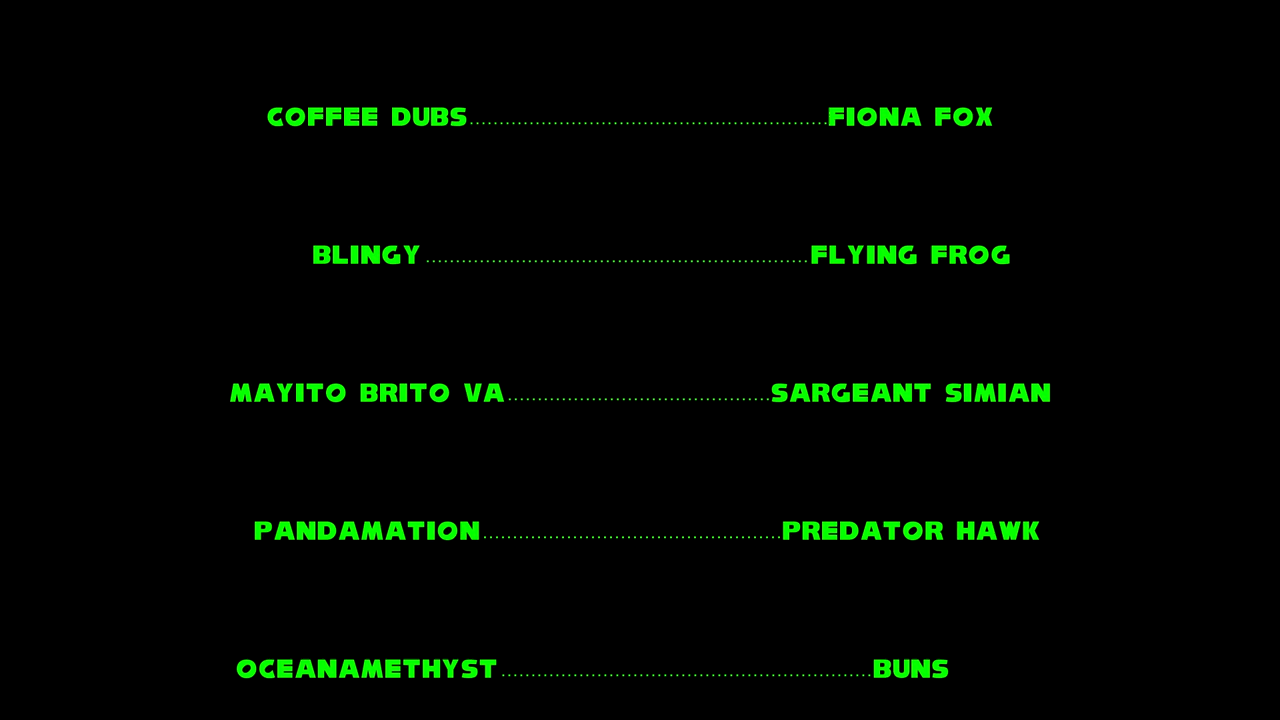 COFFEE DUBS............................................................FIONA FOX
BLINGY................................................................FLYING FROG
MAYITO BRITO VA............................................SARGEANT SIMIAN
PANDAMATION..................................................PREDATOR HAWK
OCEANAMETHYST..............................................................BUNS